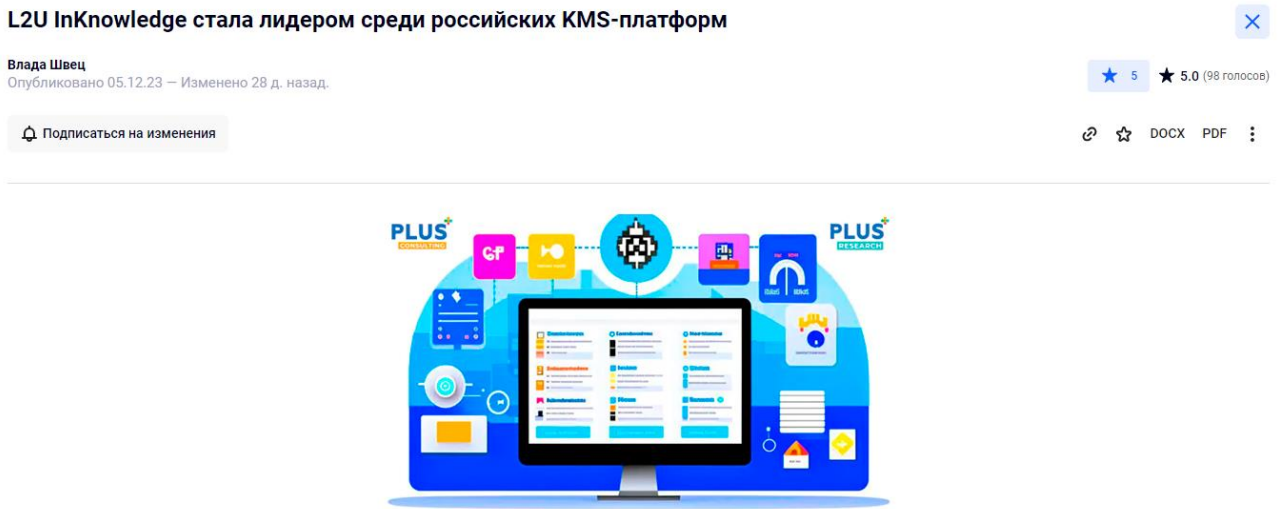 L2U InKnowledge стала лидером среди российских KMS-платформ
Влада Швец
Опубликовано 05.12.23 — Изменено 28 д. назад.
5 5.0 (98 голосов)
Подписаться на изменения
DOCX PDF
PLUS
CONSULTING
PLUS
RESEARCH